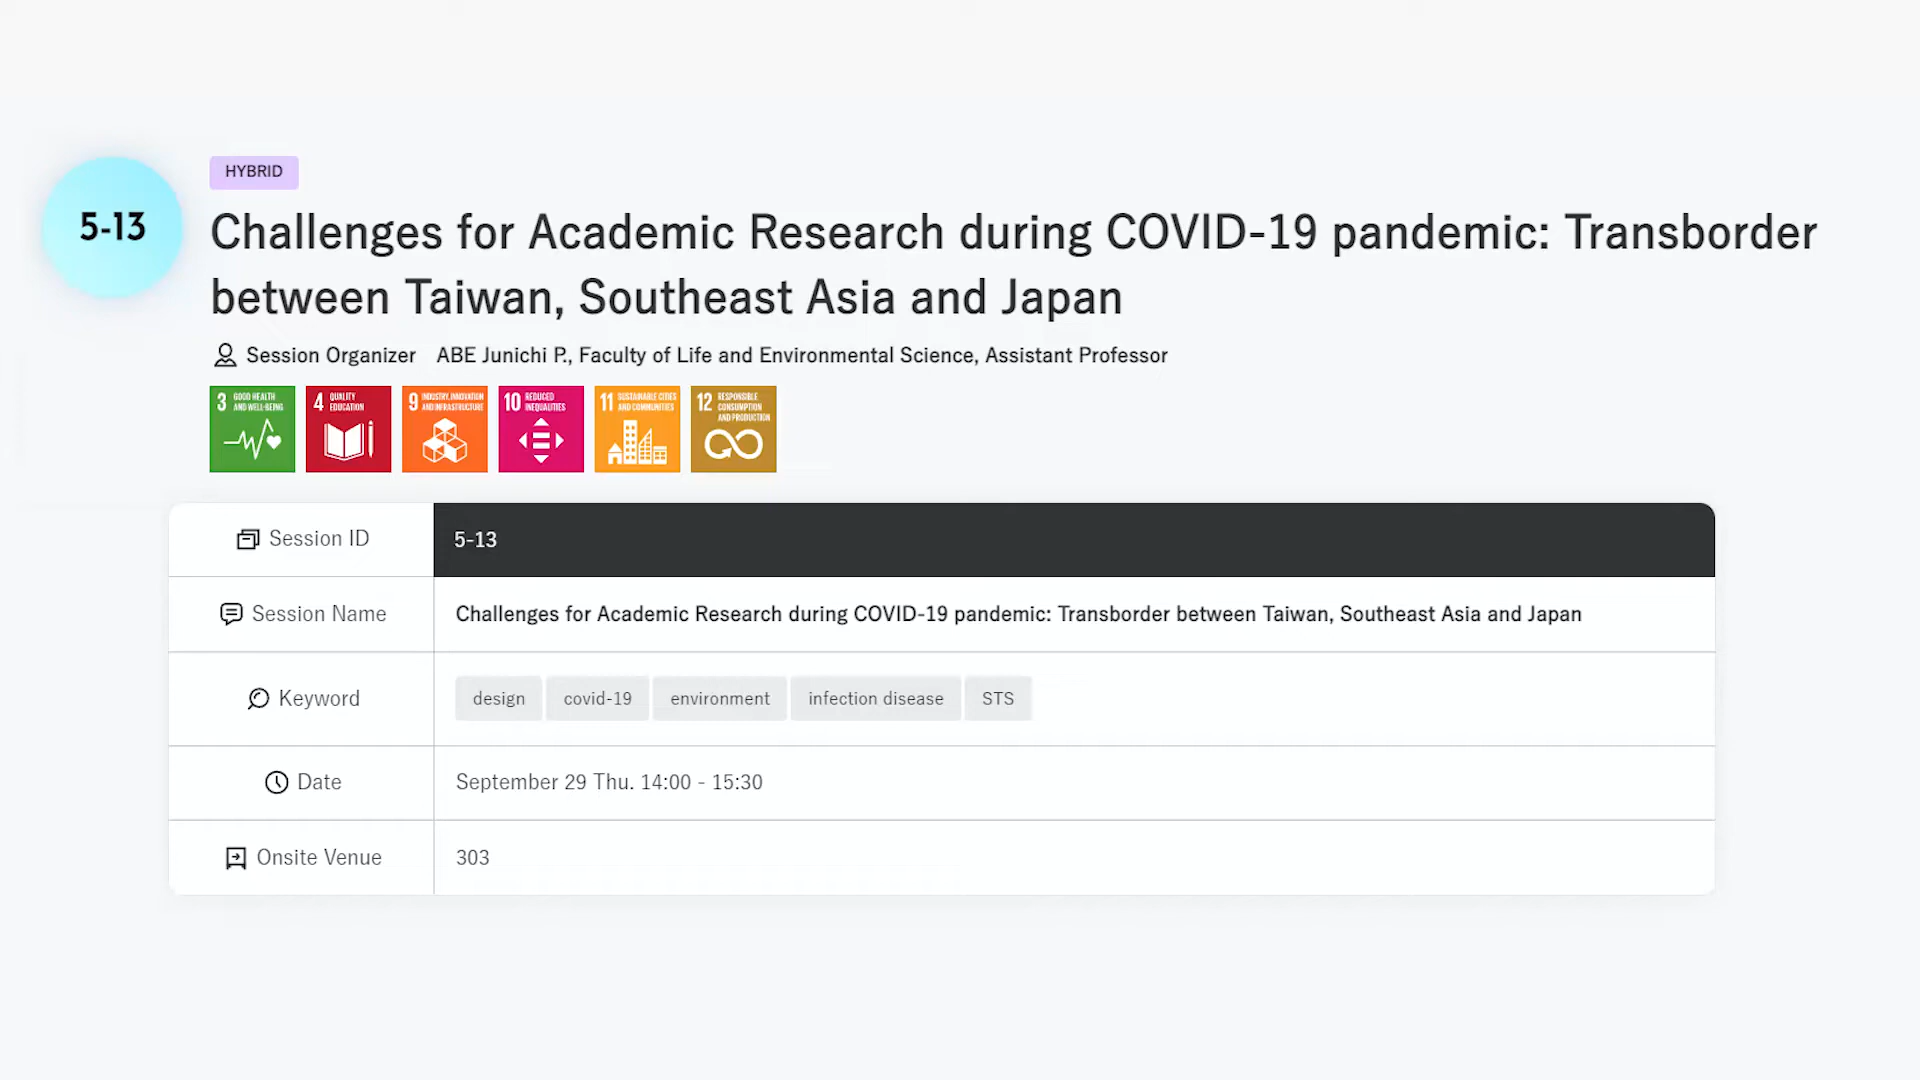 HYBRID
5-13
Challenges for Academic Research during COVID-19 pandemic: Transborder
between Taiwan, Southeast Asia and Japan
Session Organizer ABE Junichi P., Faculty of Life and Environmental Science, Assistant Professor
3 GOOD HEALTH
AND WELL-BEING
4 QUALITY
EDUCATION
9 INDUSTRY, INNOVATION
AND INFRASTRUCTURE
10 REDUCED
INEQUALITIES
11 SUSTAINABLE CITIES
AND COMMUNITIES
12 RESPONSIBLE
CONSUMPTION
AND PRODUCTION
Session ID 5-13
Session Name Challenges for Academic Research during COVID-19 pandemic: Transborder between Taiwan, Southeast Asia and Japan
Keyword design covid-19 environment infection disease STS
Date September 29 Thu. 14:00 - 15:30
Onsite Venue 303